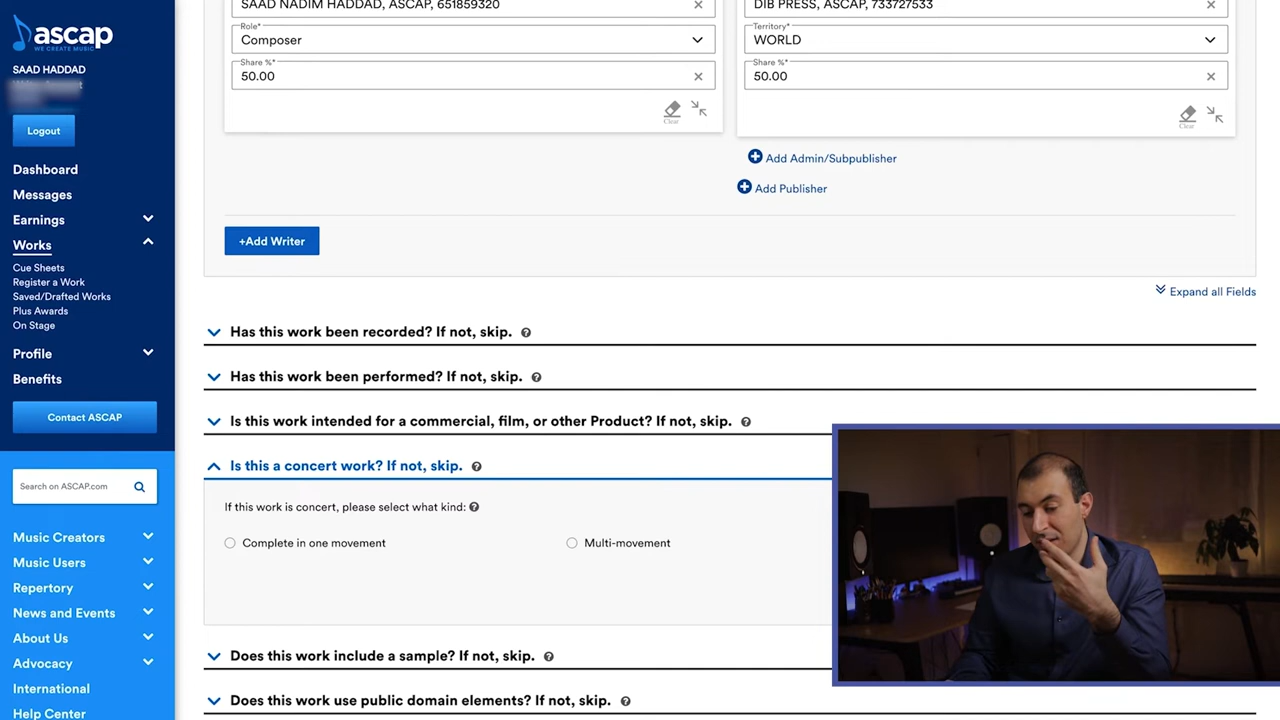 ascap
WE CREATE MUSIC
SAAD HADDAD
Logout
Dashboard
Messages
Earnings
Works
Cue Sheets
Register a Work
Saved/Drafted Works
Plus Awards
On Stage
Profile
Benefits
Contact ASCAP
Search on ASCAP.com
Music Creators
Music Users
Repertory
News and Events
About Us
Advocacy
International
Help Center
SAAD NADIM HADDAD, ASCAP, 651859320
Role*
Composer
Share %*
50.00
Clear
DIB PRESS, ASCAP, 733727533
Territory*
WORLD
Share %*
50.00
Clear
Add Admin/Subpublisher
Add Publisher
+Add Writer
Expand all Fields
Has this work been recorded? If not, skip. ?
Has this work been performed? If not, skip. ?
Is this work intended for a commercial, film, or other Product? If not, skip. ?
Is this a concert work? If not, skip. ?
If this work is concert, please select what kind: ?
Complete in one movement
Multi-movement
Does this work include a sample? If not, skip. ?
Does this work use public domain elements? If not, skip. ?